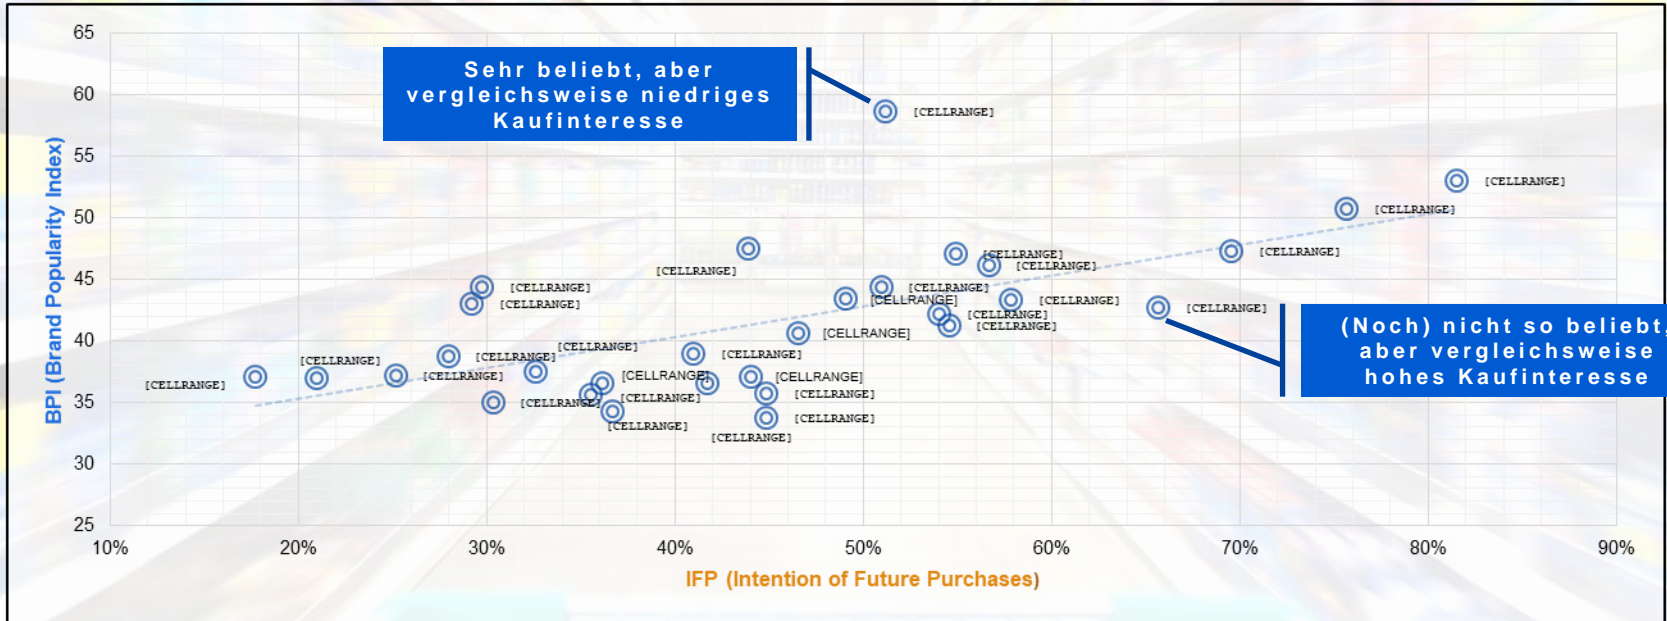 65
Sehr beliebt, aber
vergleichsweise niedriges
Kaufinteresse
60
[CELLRANGE]
55
[CELLRANGE]
50
[CELLRANGE]
[CELLRANGE]
[CELLRANGE]
[CELLRANGE]
[CELLRANGE]
45
[CELLRANGE]
[CELLRANGE]
[CELLRANGE]
[CELLRANGE]
[CELLRANGE]
[CELLRANGE]
[CELLRANGE]
[CELLRANGE]
(Noch) nicht so beliebt,
aber vergleichsweise
hohes Kaufinteresse
40
[CELLRANGE]
[CELLRANGE]
[CELLRANGE]
[CELLRANGE]
[CELLRANGE]
[CELLRANGE]
[CELLRANGE]
[CELLRANGE]
[CELLRANGE]
[CELLRANGE]
[CELLRANGE]
35
[CELLRANGE]
[CELLRANGE]
[CELLRANGE]
[CELLRANGE]
30
25
BPI (Brand Popularity Index)
10%
20%
30%
40%
50%
60%
70%
80%
90%
IFP (Intention of Future Purchases)